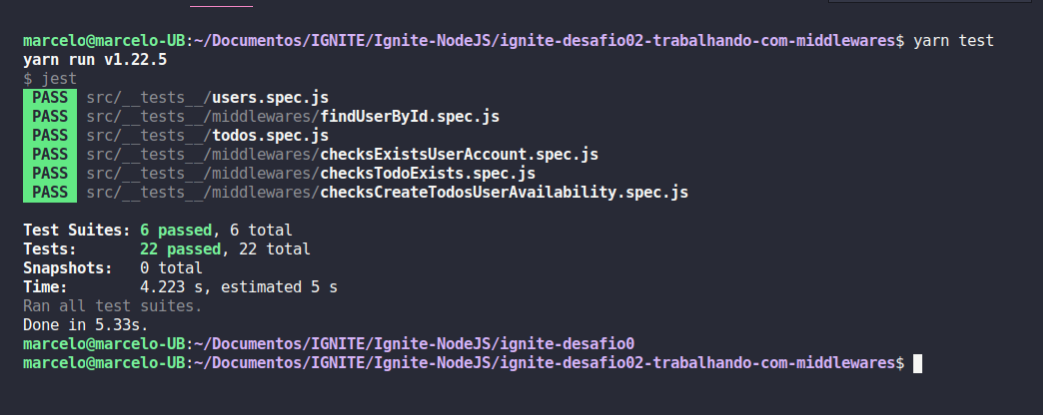 marcelo@marcelo-UB:~/Documentos/IGNITE/Ignite-NodeJS/ignite-desafio02-trabalhando-com-middlewares$ yarn test
yarn run v1.22.5
$ jest
PASS src/__tests__/users.spec.js
PASS src/__tests__/middlewares/findUserById.spec.js
PASS src/__tests__/todos.spec.js
PASS src/__tests__/middlewares/checksExistsUserAccount.spec.js
PASS src/__tests__/middlewares/checksTodoExists.spec.js
PASS src/__tests__/middlewares/checksCreateTodosUserAvailability.spec.js
Test Suites: 6 passed, 6 total
Tests: 22 passed, 22 total
Snapshots: 0 total
Time: 4.223 s, estimated 5 s
Ran all test suites.
Done in 5.33s.
marcelo@marcelo-UB:~/Documentos/IGNITE/Ignite-NodeJS/ignite-desafio0
marcelo@marcelo-UB:~/Documentos/IGNITE/Ignite-NodeJS/ignite-desafio02-trabalhando-com-middlewares$